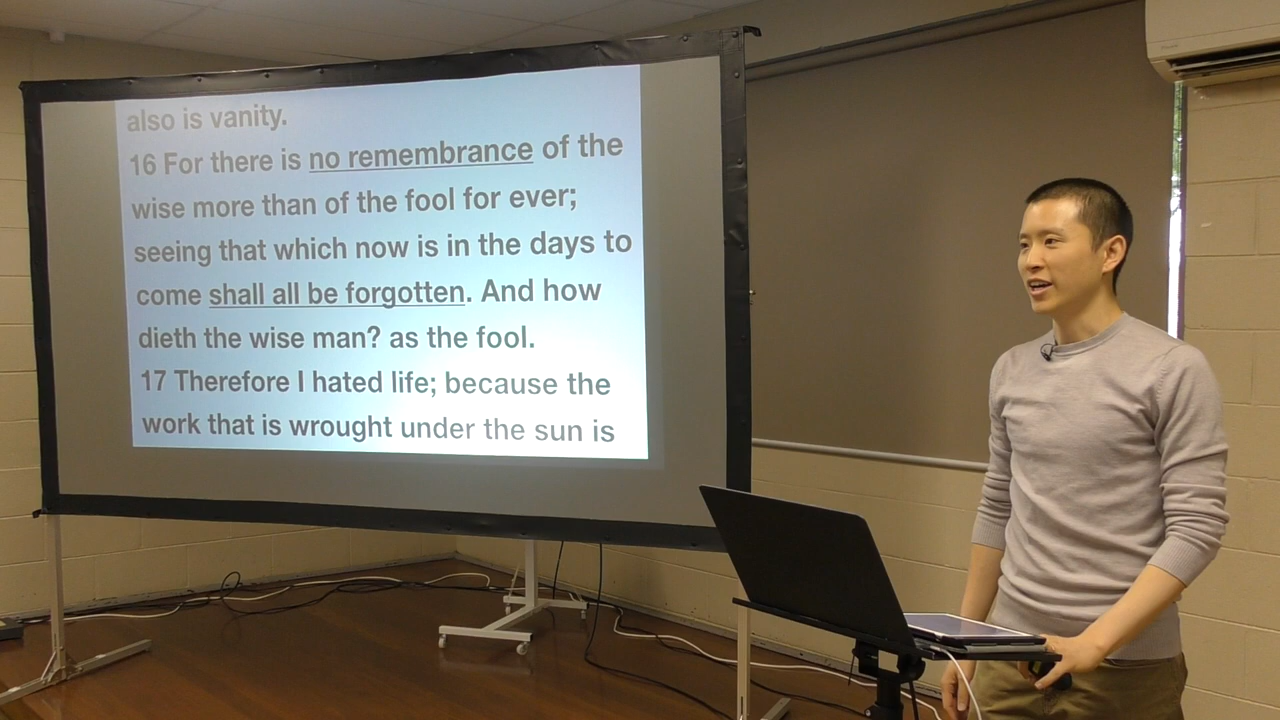 also is vanity.
16 For there is no remembrance of the
wise more than of the fool for ever;
seeing that which now is in the days to
come shall all be forgotten. And how
dieth the wise man? as the fool.
17 Therefore I hated life; because the
work that is wrought under the sun is